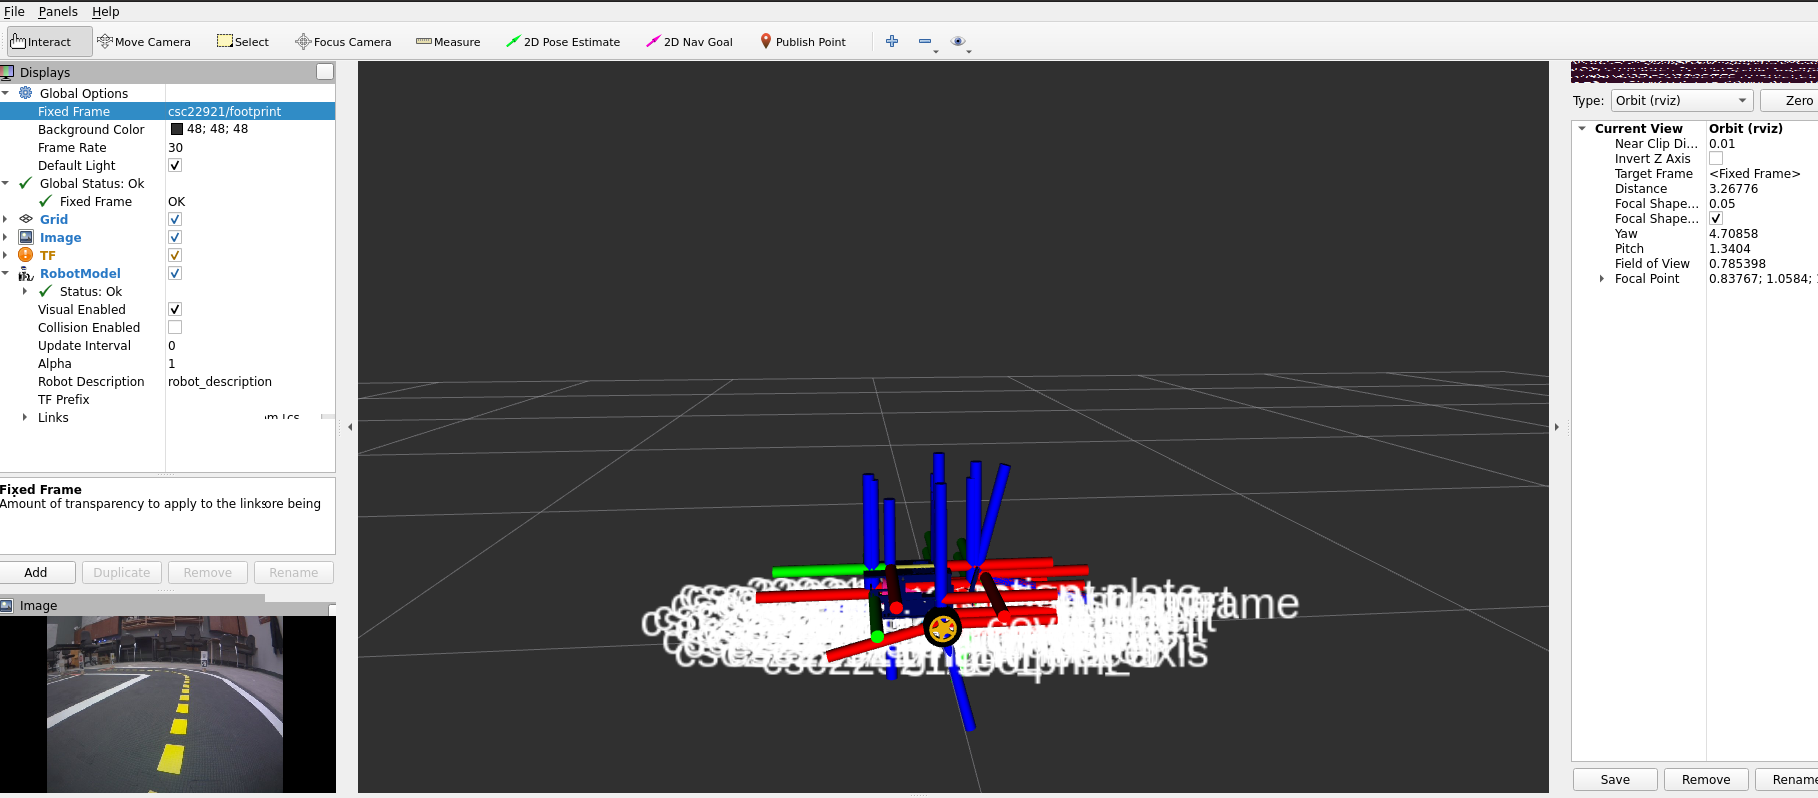 File Panels Help
Interact Move Camera Select Focus Camera Measure 2D Pose Estimate 2D Nav Goal Publish Point
Displays
Global Options
Fixed Frame csc22921/footprint
Background Color 48; 48; 48
Frame Rate 30
Default Light
Global Status: Ok
Fixed Frame OK
Grid
Image
TF
RobotModel
Status: Ok
Visual Enabled
Collision Enabled
Update Interval 0
Alpha 1
Robot Description robot_description
TF Prefix
Links
Fixed Frame
Amount of transparency to apply to the links ore being
Add Duplicate Remove Rename
Image
plate
frame
axis
Type: Orbit (rviz) Zero
Current View Orbit (rviz)
Near Clip Di... 0.01
Invert Z Axis
Target Frame <Fixed Frame>
Distance 3.26776
Focal Shape... 0.05
Focal Shape...
Yaw 4.70858
Pitch 1.3404
Field of View 0.785398
Focal Point 0.83767; 1.0584;
Save Remove Rename